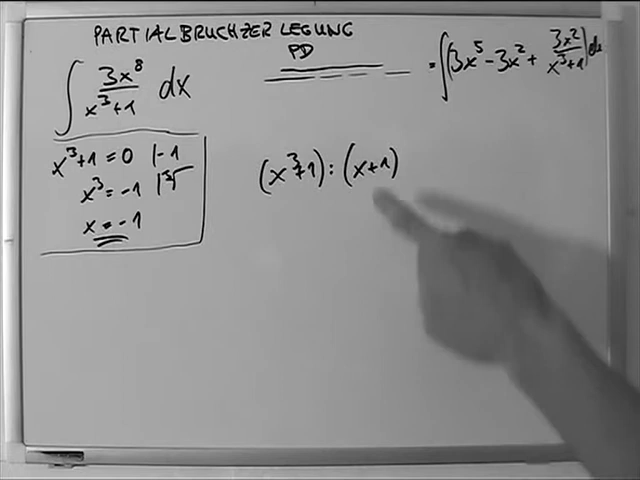 PARTIALBRUCHZERLEGUNG
PD
∫ 3x⁸/(x³+1) dx
= ∫(3x⁵ - 3x² + 3x²/(x³+1)) dx
x³+1 = 0 |-1
x³ = -1 |³√
x = -1
(x³+1) : (x+1)